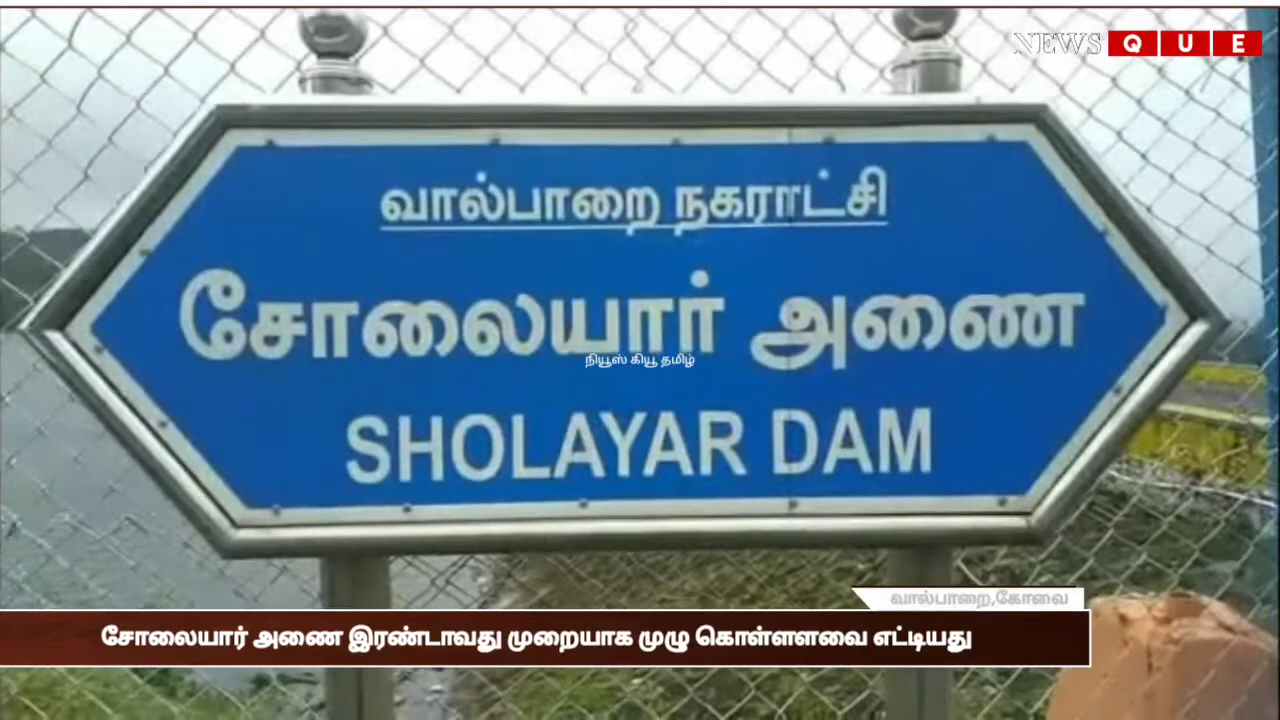 NEWS QUE
வால்பாறை நகராட்சி
சோலையார் அணை
நியூஸ் கியூ தமிழ்
SHOLAYAR DAM
வால்பாறை,கோவை
சோலையார் அணை இரண்டாவது முறையாக முழு கொள்ளளவை எட்டியது